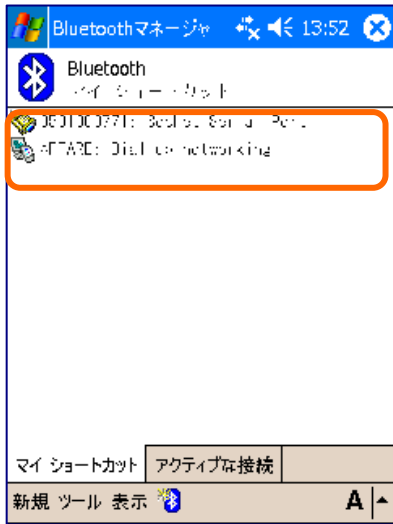 Bluetoothマネージャ 13:52
Bluetooth
マイ ショートカット
Dial up networking
マイ ショートカット アクティブな接続
新規 ツール 表示 A